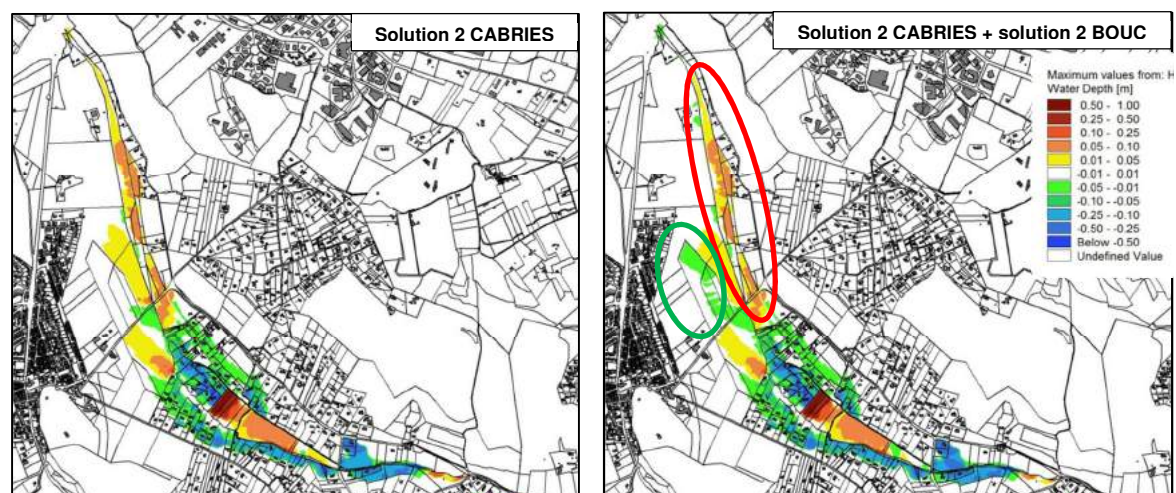 Solution 2 CABRIES
Solution 2 CABRIES + solution 2 BOUC
Maximum values from: H
Water Depth [m]
0.50 - 1.00
0.25 - 0.50
0.10 - 0.25
0.05 - 0.10
0.01 - 0.05
-0.01 - 0.01
-0.05 - -0.01
-0.10 - -0.05
-0.25 - -0.10
-0.50 - -0.25
Below -0.50
Undefined Value